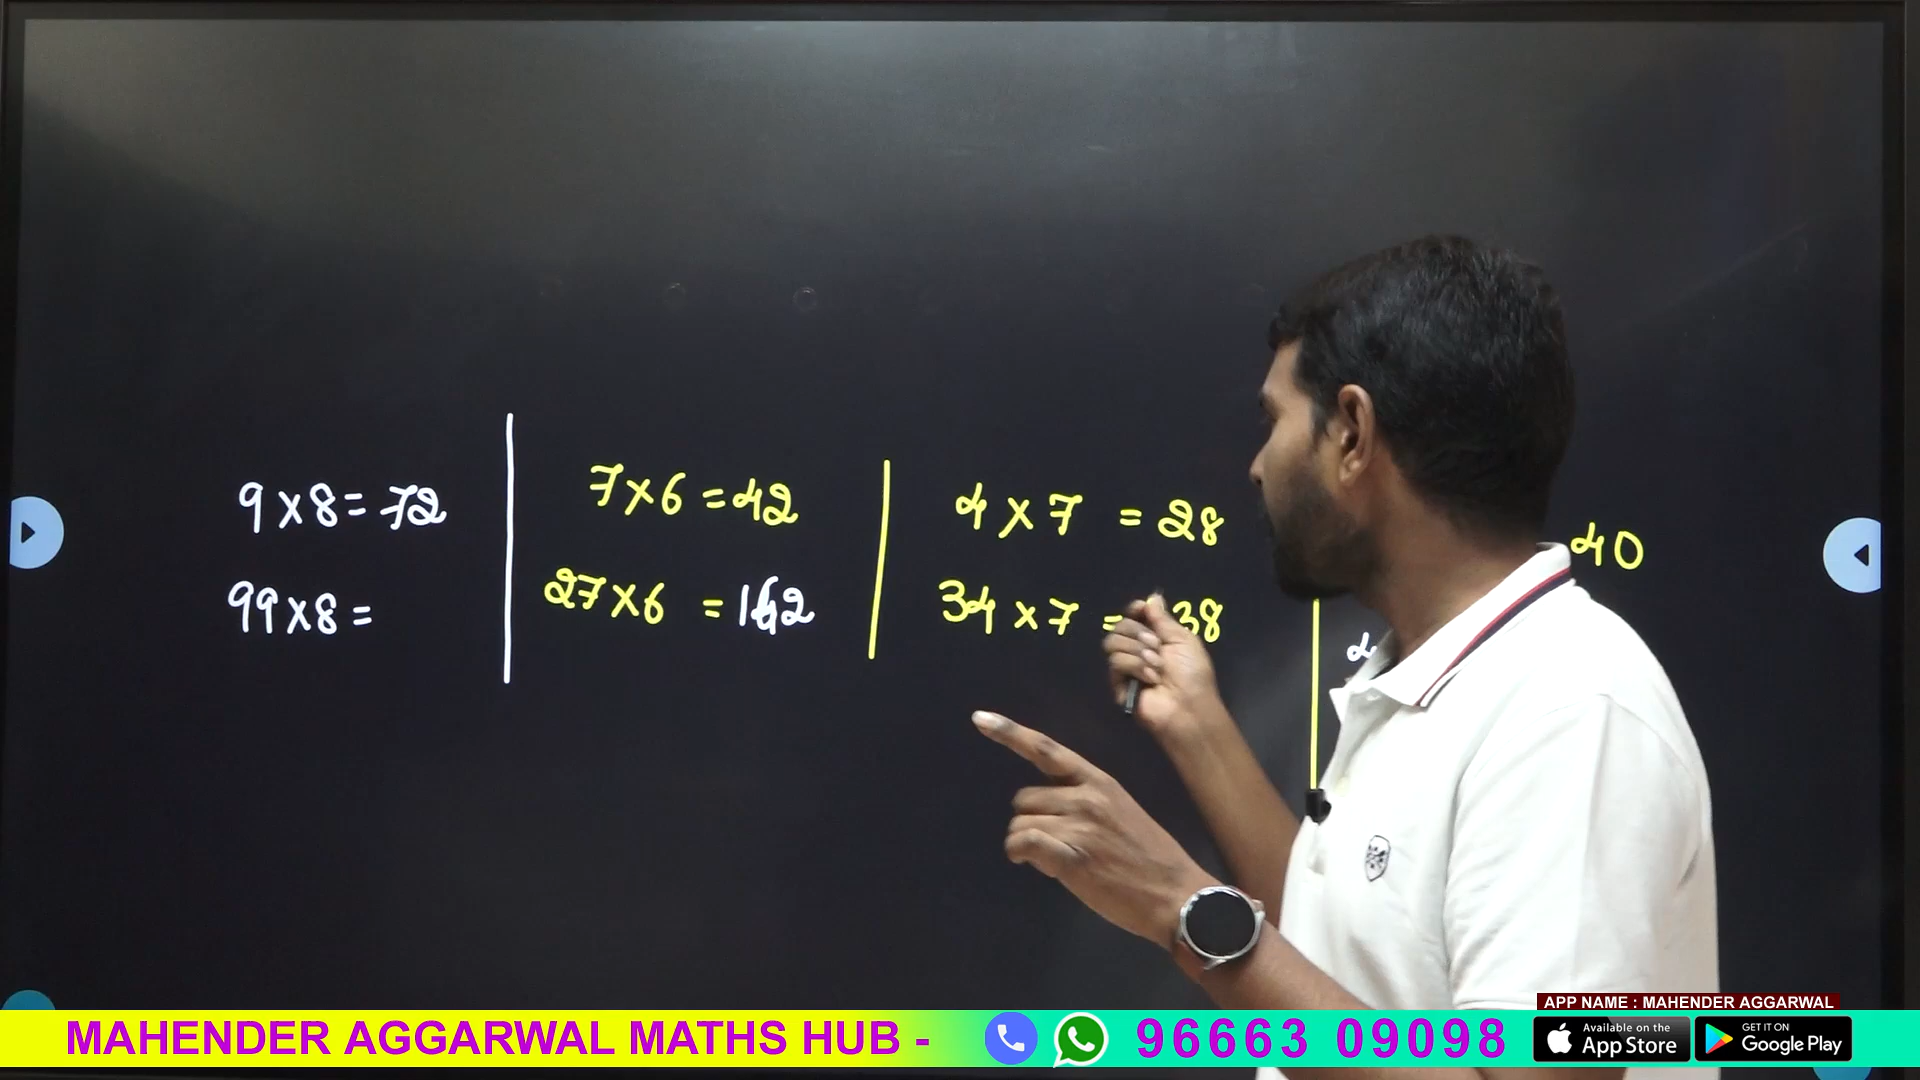 9 x 8 = 72
99 x 8 =
7 x 6 = 42
27 x 6 = 162
4 x 7 = 28
34 x 7 = 38
40
APP NAME : MAHENDER AGGARWAL
MAHENDER AGGARWAL MATHS HUB -
96663 09098
Available on the
App Store
GET IT ON
Google Play